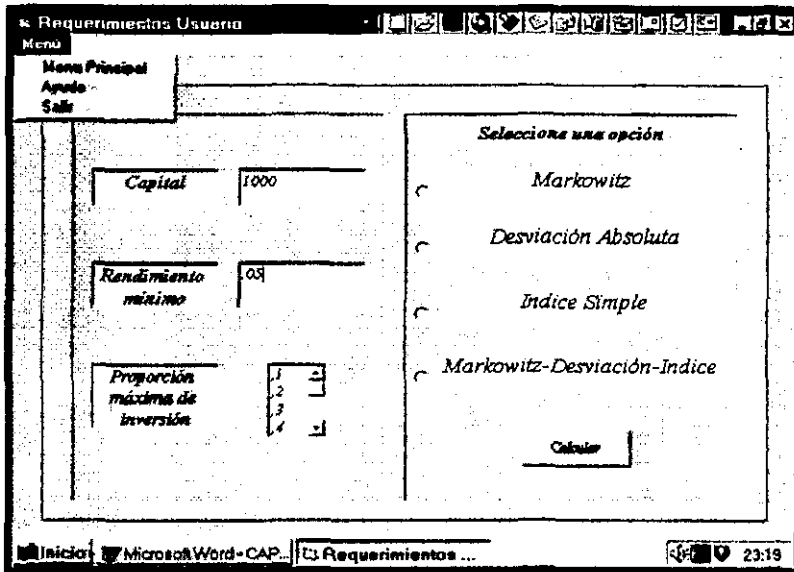 Requerimientos Usuario
Menú
Menu Principal
Ayuda
Salir
Seleccione una opción
Capital
1000
Markowitz
Desviación Absoluta
Rendimiento
mínimo
.05
Indice Simple
Proporción
máxima de
inversión
.1
.2
.3
.4
Markowitz-Desviación-Indice
Calcular
Inicio
Microsoft Word - CAP...
Requerimientos ...
23:19